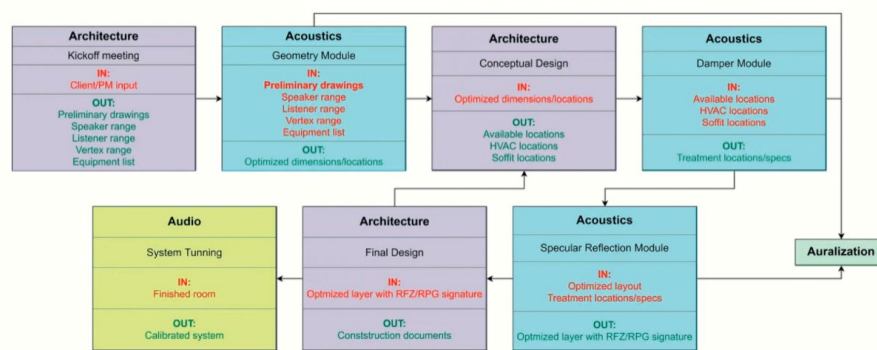 Architecture
Kickoff meeting
IN:
Client/PM input
OUT:
Preliminary drawings
Speaker range
Listener range
Vertex range
Equipment list
Acoustics
Geometry Module
IN:
Preliminary drawings
Speaker range
Listener range
Vertex range
Equipment list
OUT:
Optimized dimensions/locations
Architecture
Conceptual Design
IN:
Optimized dimensions/locations
OUT:
Available locations
HVAC locations
Soffit locations
Acoustics
Damper Module
IN:
Available locations
HVAC locations
Soffit locations
OUT:
Treatment locations/specs
Audio
System Tunning
IN:
Finished room
OUT:
Calibrated system
Architecture
Final Design
IN:
Optmized layer with RFZ/RPG signature
OUT:
Conststruction documents
Acoustics
Specular Reflection Module
IN:
Optimized layout
Treatment locations/specs
OUT:
Optmized layer with RFZ/RPG signature
Auralization